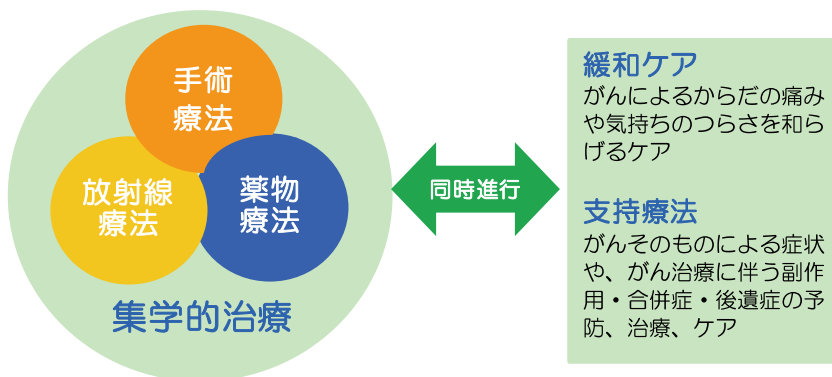 手術
療法
放射線
療法
薬物
療法
集学的治療
同時進行
緩和ケア
がんによるからだの痛み
や気持ちのつらさを和ら
げるケア
支持療法
がんそのものによる症状
や、がん治療に伴う副作
用・合併症・後遺症の予
防、治療、ケア